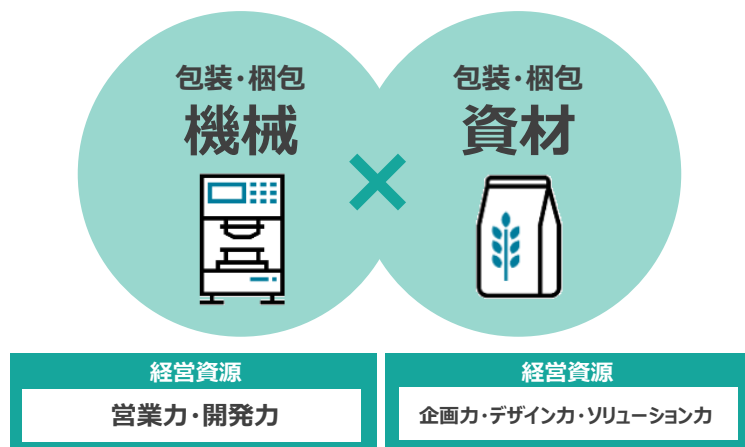 包装・梱包
機械
包装・梱包
資材
×
経営資源
営業力・開発力
経営資源
企画力・デザイン力・ソリューション力